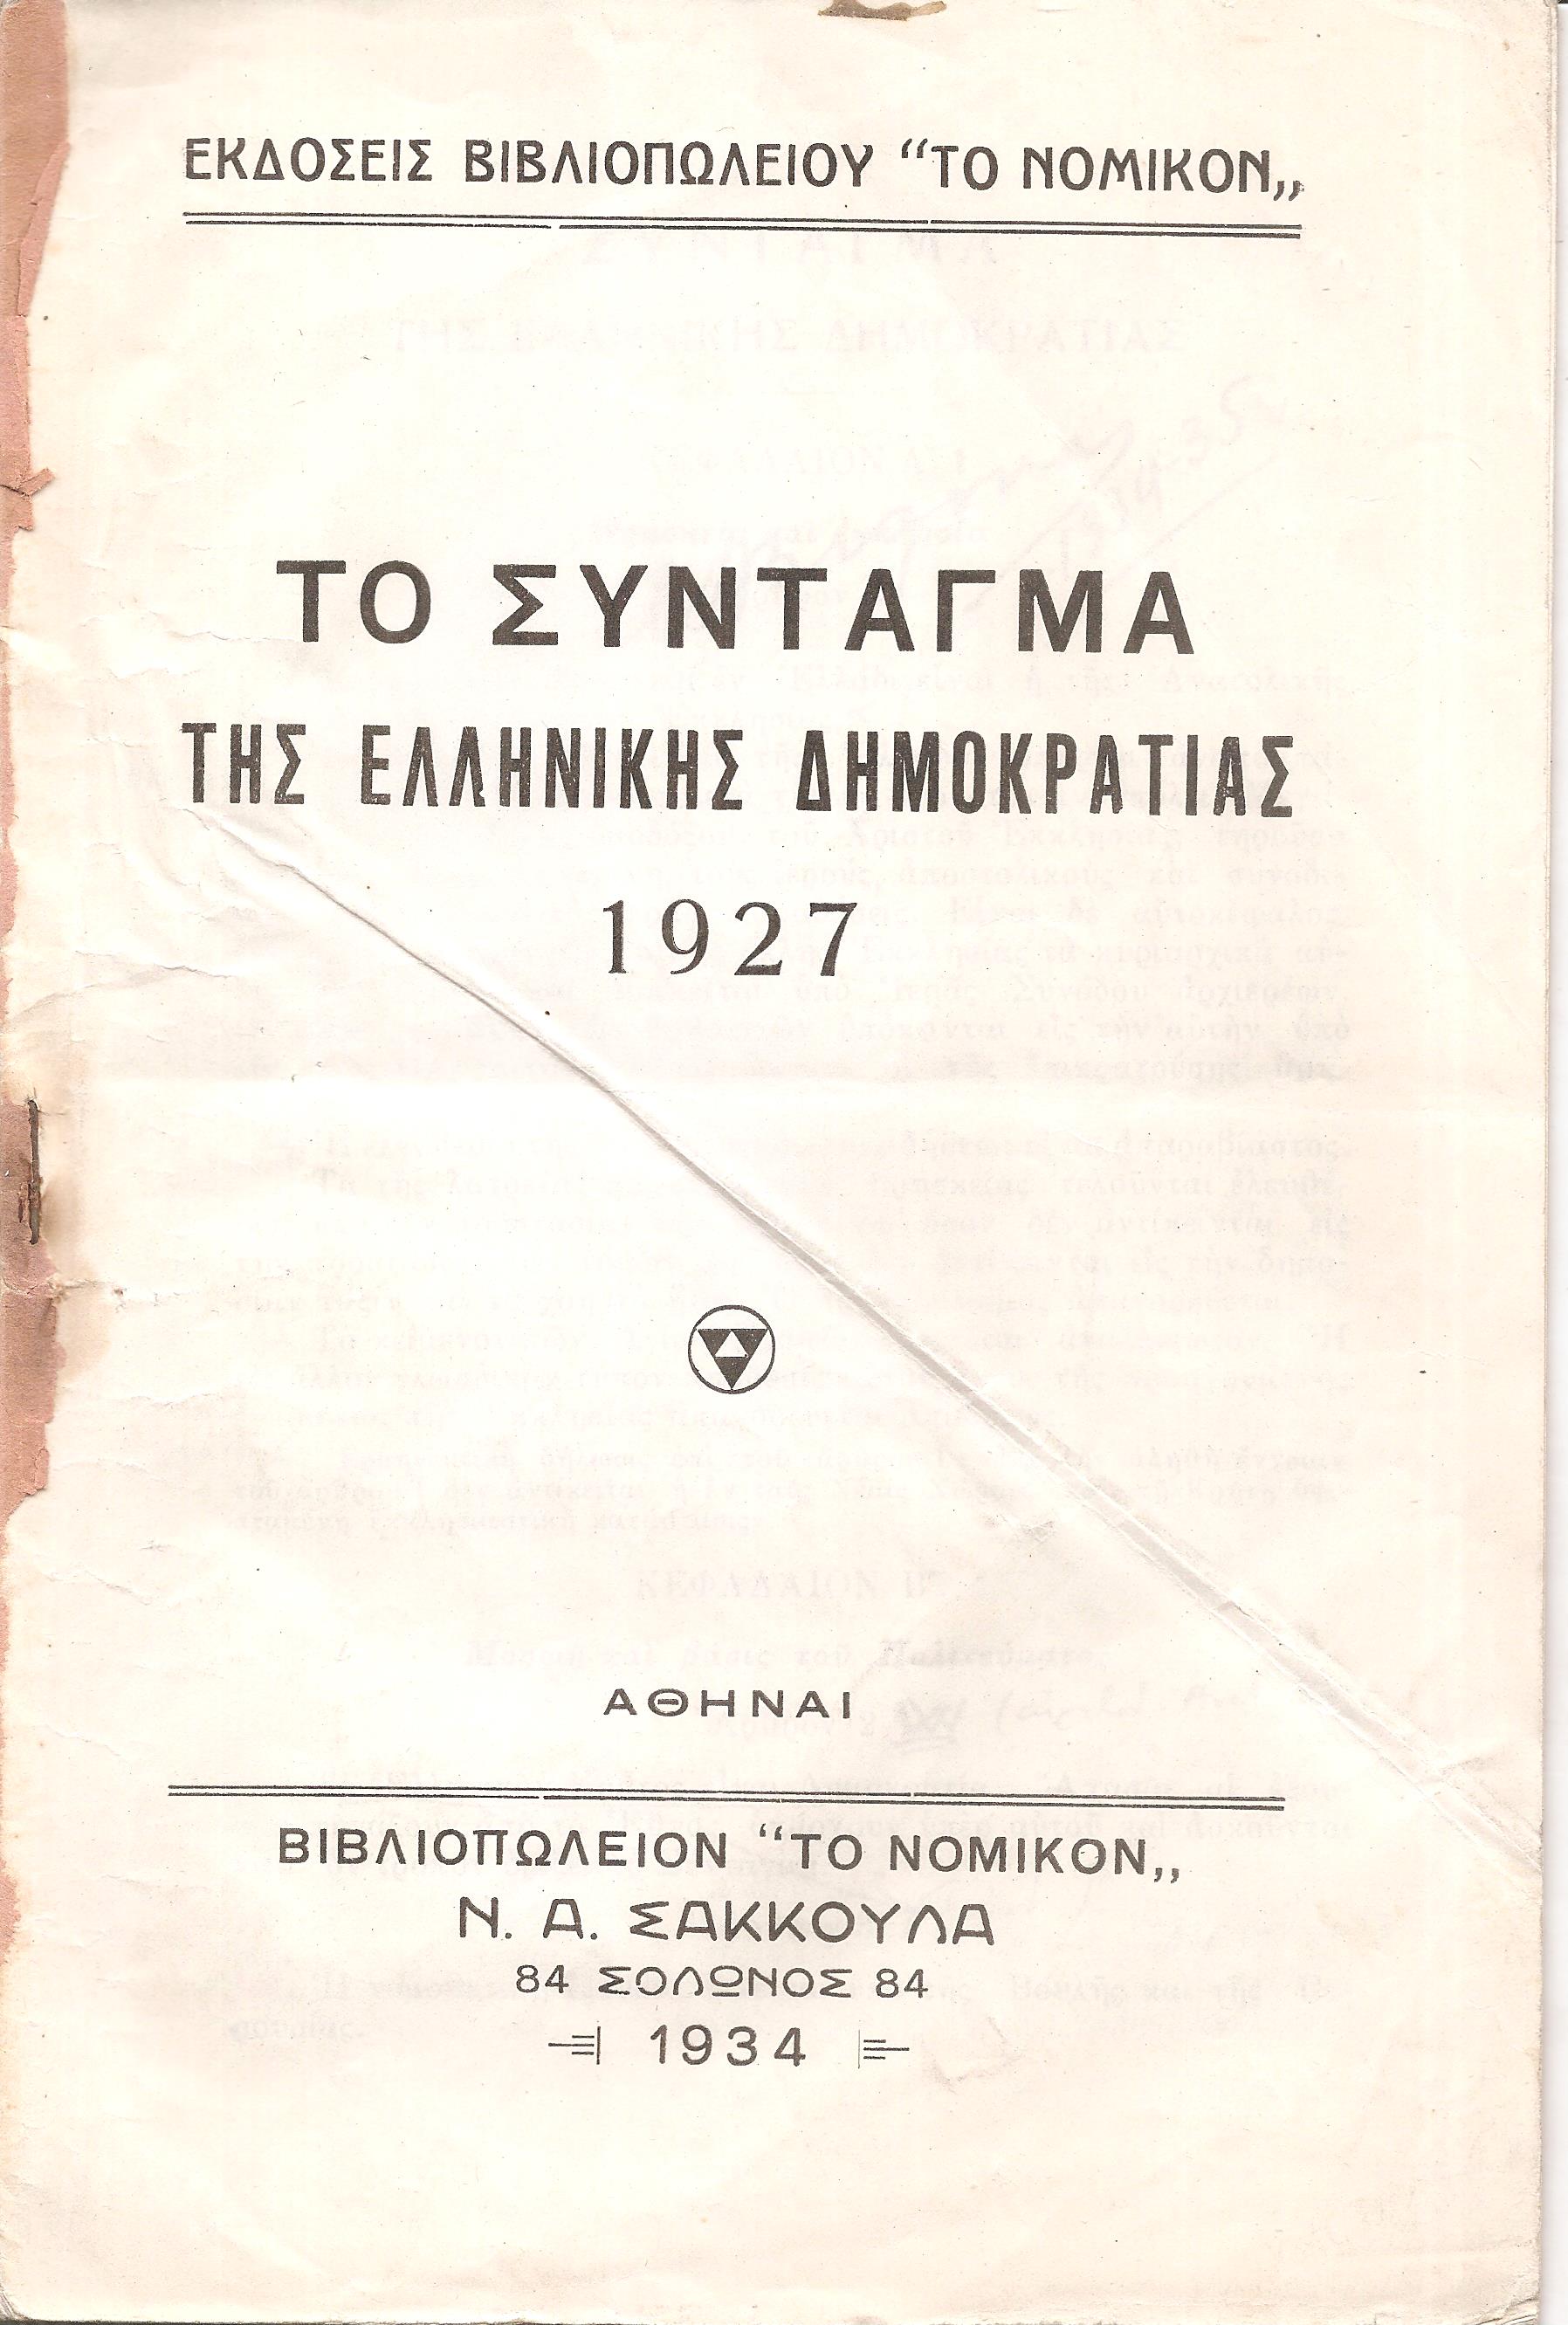 ΕΚΔΟΣΕΙΣ ΒΙΒΛΙΟΠΩΛΕΙΟΥ “ΤΟ ΝΟΜΙΚΟΝ„
ΤΟ ΣΥΝΤΑΓΜΑ
ΤΗΣ ΕΛΛΗΝΙΚΗΣ ΔΗΜΟΚΡΑΤΙΑΣ
1927
ΑΘΗΝΑΙ
ΒΙΒΛΙΟΠΩΛΕΙΟΝ “ΤΟ ΝΟΜΙΚΟΝ„
Ν. Α. ΣΑΚΚΟΥΛΑ
84 ΣΟΛΩΝΟΣ 84
1934